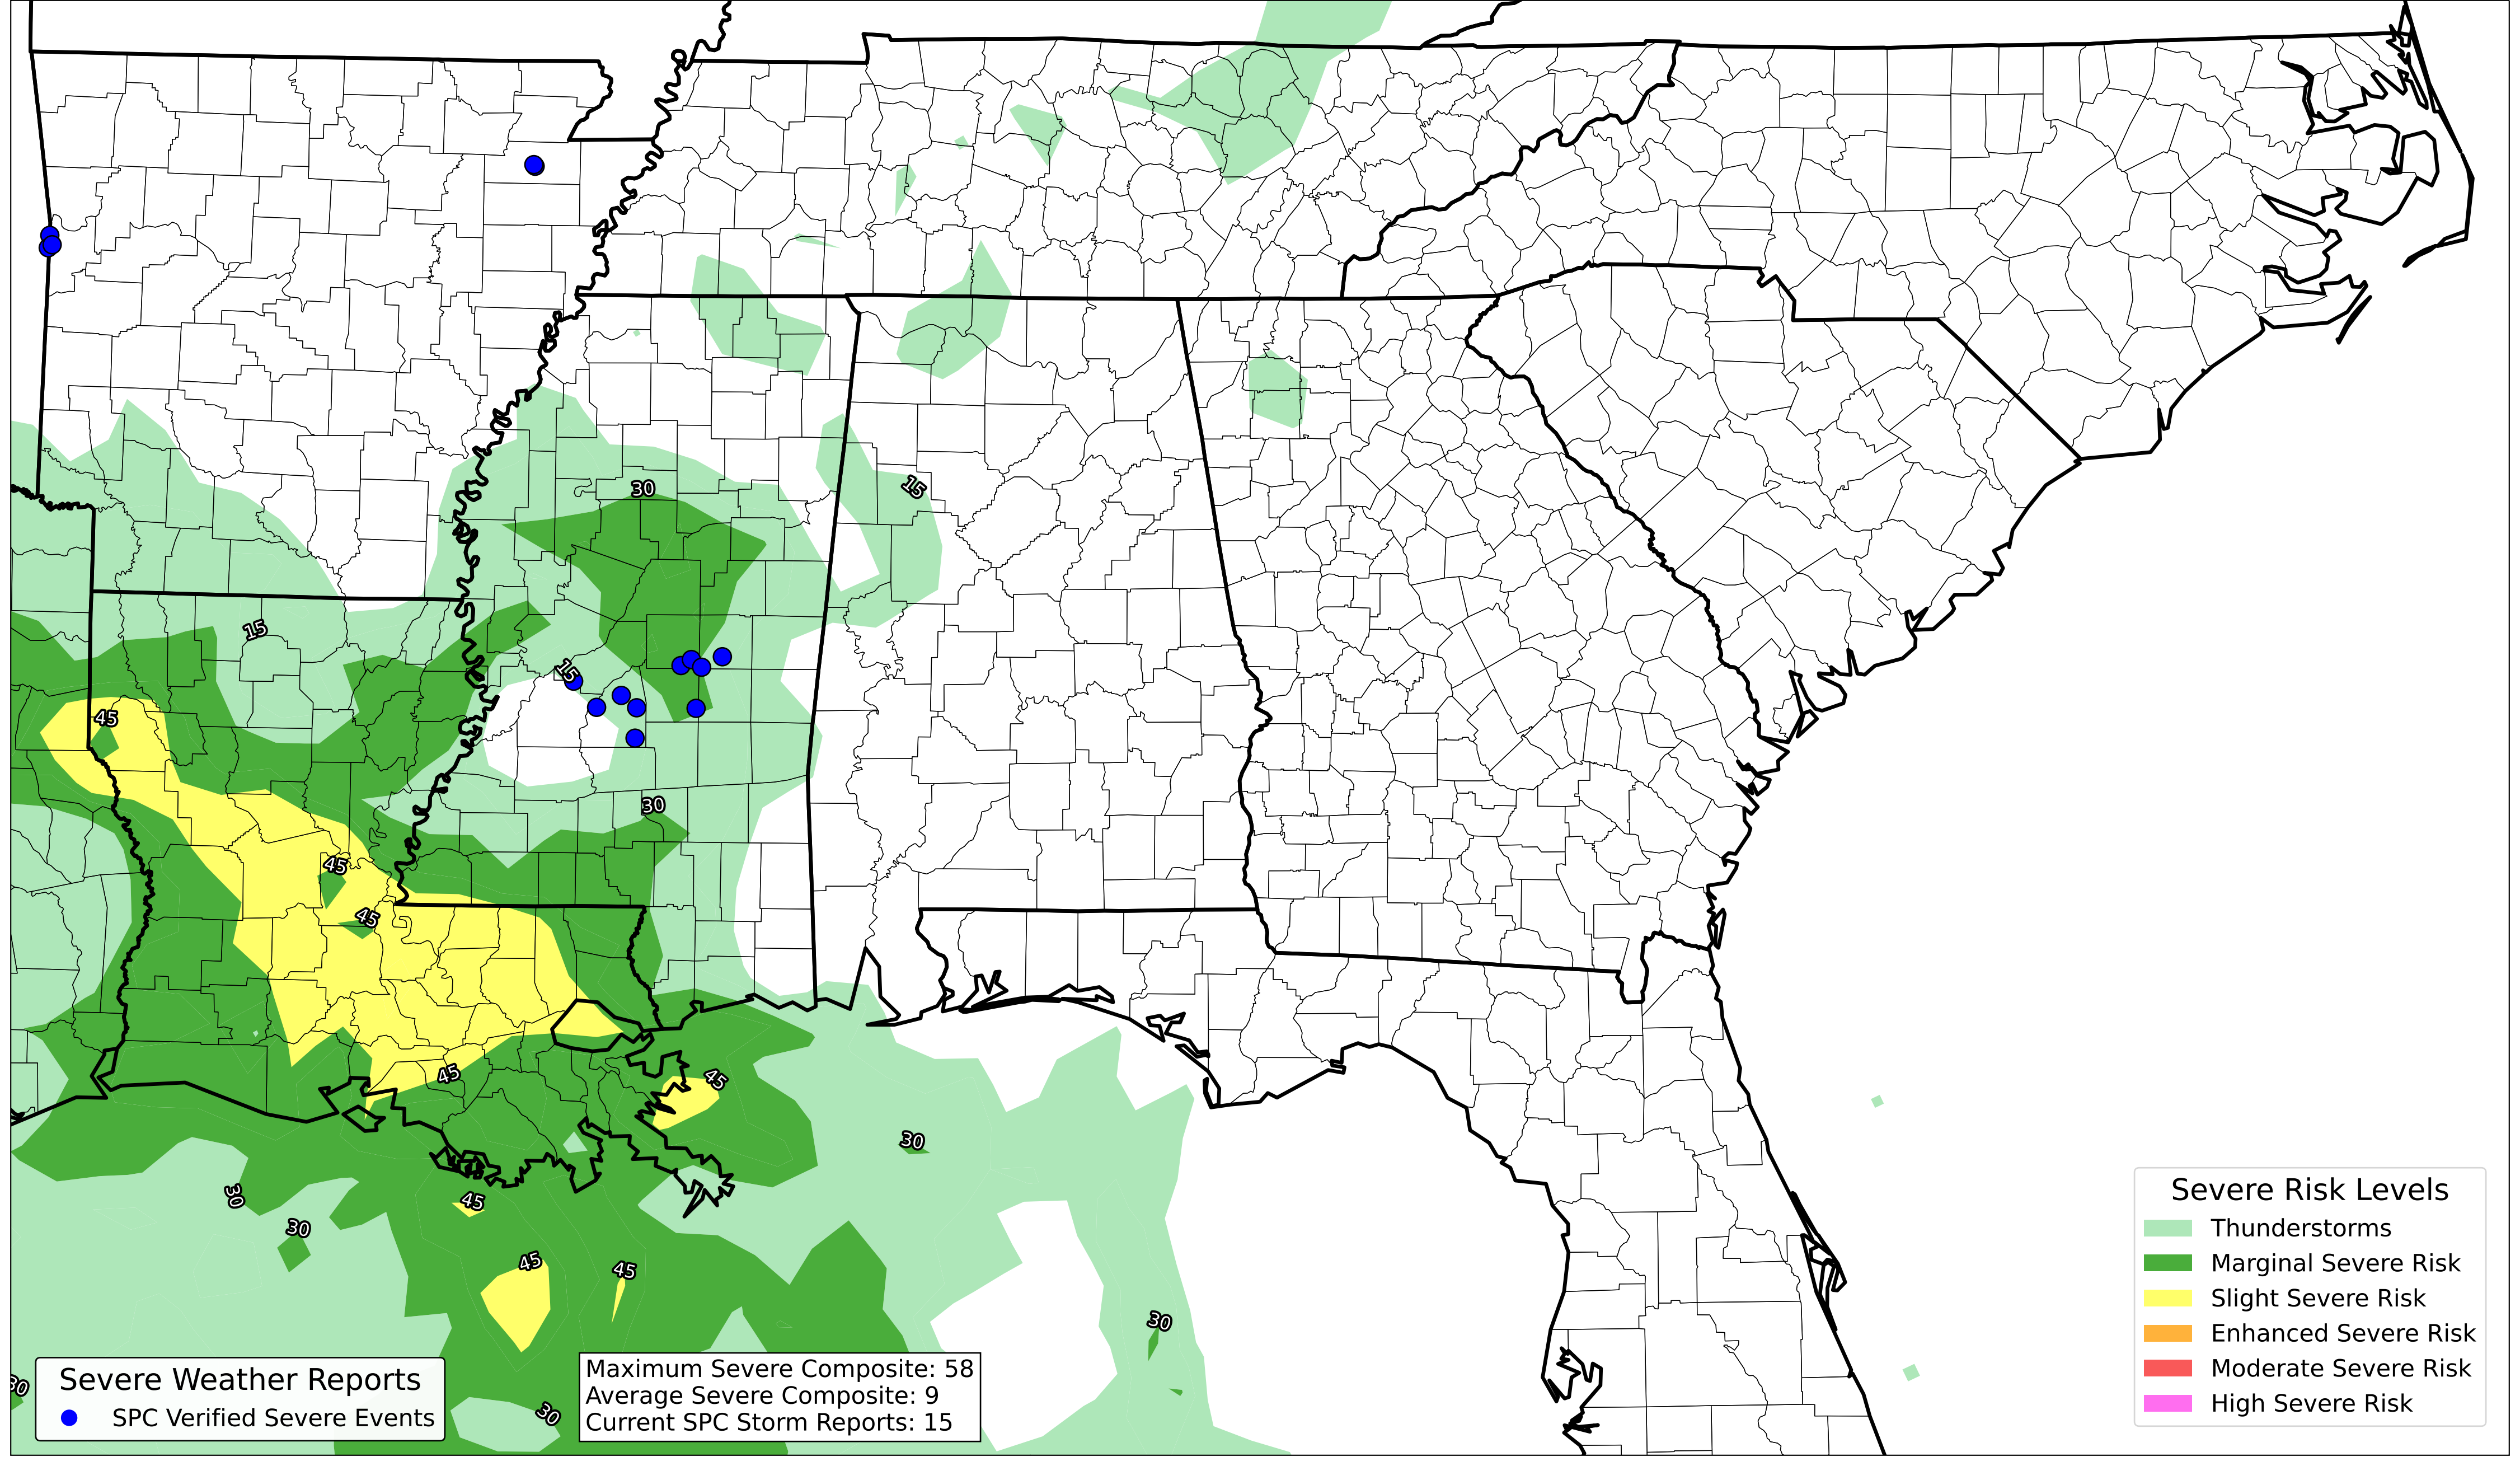 30
15
15
15
45
30
45
45
45
45
30
30
45
30
45
45
30
30
30
Severe Weather Reports
SPC Verified Severe Events
Maximum Severe Composite: 58
Average Severe Composite: 9
Current SPC Storm Reports: 15
Severe Risk Levels
Thunderstorms
Marginal Severe Risk
Slight Severe Risk
Enhanced Severe Risk
Moderate Severe Risk
High Severe Risk